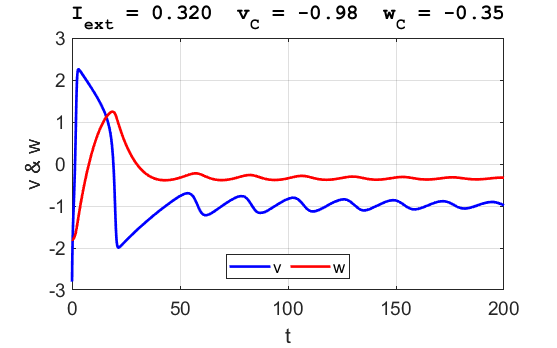 I_ext = 0.320 v_C = -0.98 w_C = -0.35
3
2
1
0
-1
-2
-3
v & w
v w
0 50 100 150 200
t